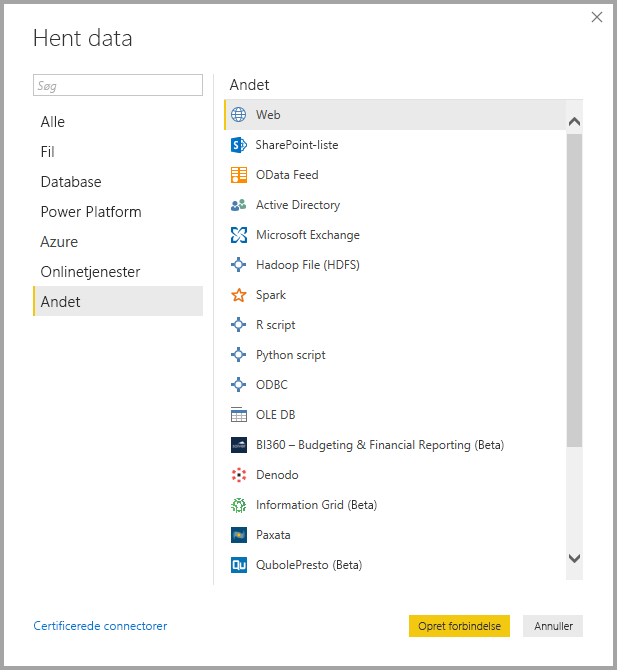 Hent data
Søg
Alle
Fil
Database
Power Platform
Azure
Onlinetjenester
Andet
Andet
Web
SharePoint-liste
OData Feed
Active Directory
Microsoft Exchange
Hadoop File (HDFS)
Spark
R script
Python script
ODBC
OLE DB
BI360 – Budgeting & Financial Reporting (Beta)
Denodo
Information Grid (Beta)
Paxata
Qu QubolePresto (Beta)
Certificerede connectorer
Opret forbindelse
Annuller